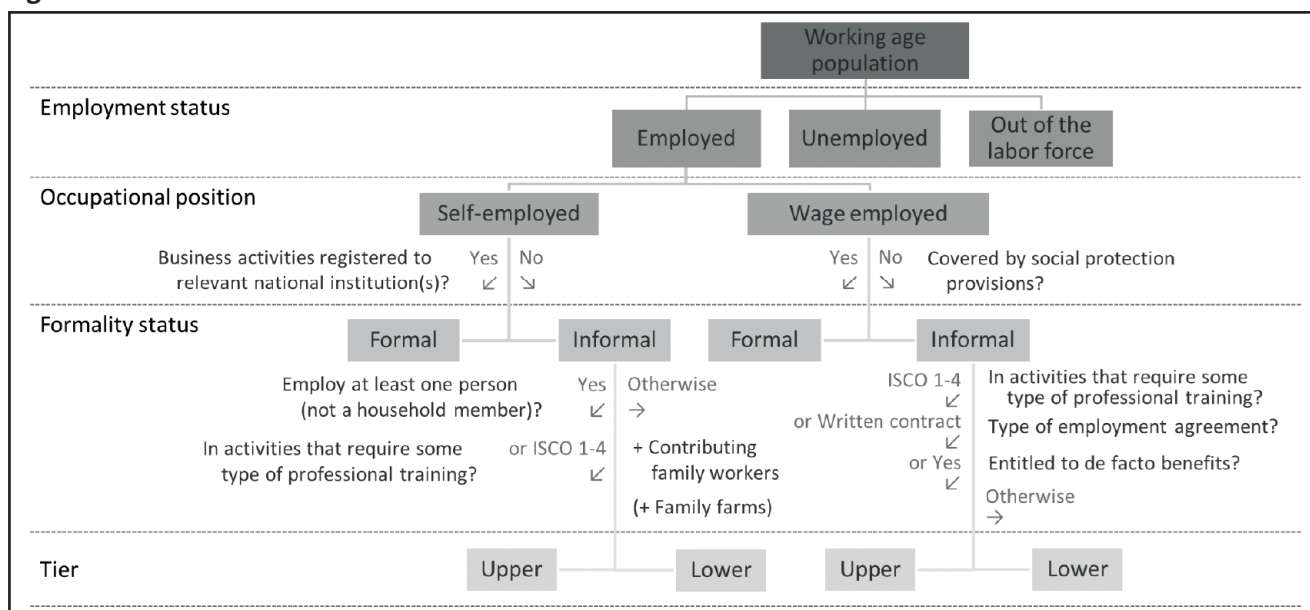 Working age
population
Employment status
Employed
Unemployed
Out of the
labor force
Occupational position
Self-employed
Wage employed
Business activities registered to
relevant national institution(s)?
Yes
No
Yes
No
Covered by social protection
provisions?
Formality status
Formal
Informal
Formal
Informal
Employ at least one person
(not a household member)?
Yes
Otherwise
In activities that require some
type of professional training?
or ISCO 1-4
+ Contributing
family workers
(+ Family farms)
ISCO 1-4
In activities that require some
type of professional training?
or Written contract
Type of employment agreement?
or Yes
Entitled to de facto benefits?
Otherwise
Tier
Upper
Lower
Upper
Lower